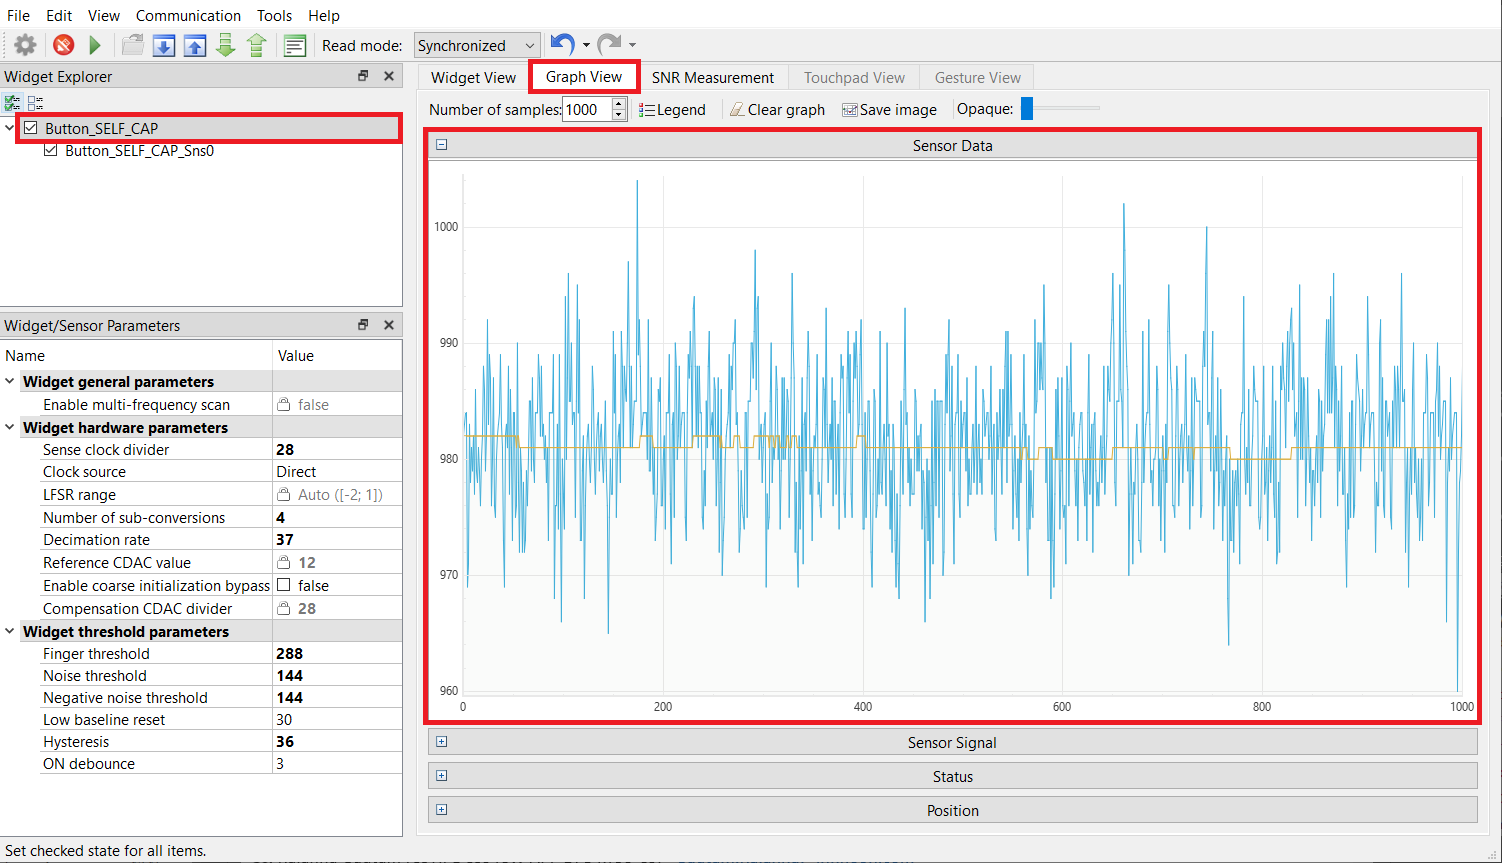 File Edit View Communication Tools Help
Read mode: Synchronized
Widget Explorer
Button_SELF_CAP
Button_SELF_CAP_Sns0
Widget/Sensor Parameters
Name Value
Widget general parameters
Enable multi-frequency scan false
Widget hardware parameters
Sense clock divider 28
Clock source Direct
LFSR range Auto ([-2; 1])
Number of sub-conversions 4
Decimation rate 37
Reference CDAC value 12
Enable coarse initialization bypass false
Compensation CDAC divider 28
Widget threshold parameters
Finger threshold 288
Noise threshold 144
Negative noise threshold 144
Low baseline reset 30
Hysteresis 36
ON debounce 3
Widget View Graph View SNR Measurement Touchpad View Gesture View
Number of samples: 1000 Legend Clear graph Save image Opaque:
Sensor Data
1000
990
980
970
960
0 200 400 600 800 1000
Sensor Signal
Status
Position
Set checked state for all items.